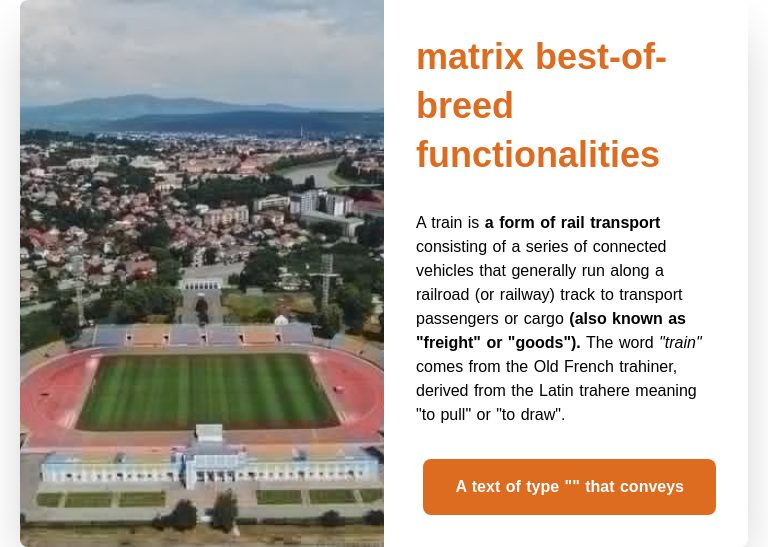 matrix best-of-
breed
functionalities
A train is a form of rail transport
consisting of a series of connected
vehicles that generally run along a
railroad (or railway) track to transport
passengers or cargo (also known as
"freight" or "goods"). The word "train"
comes from the Old French trahiner,
derived from the Latin trahere meaning
"to pull" or "to draw".
A text of type "" that conveys